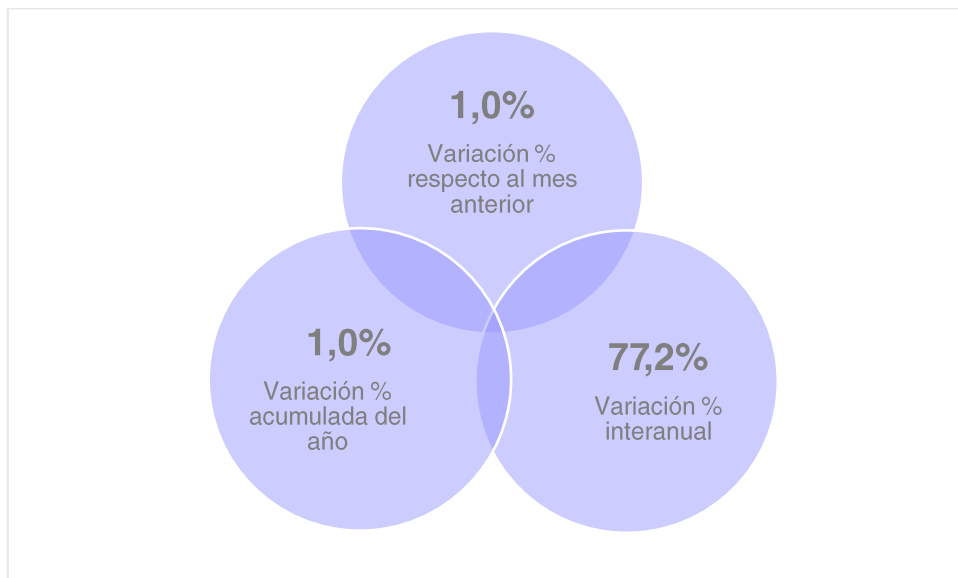 1,0%
Variación %
respecto al mes
anterior
1,0%
Variación %
acumulada del
año
77,2%
Variación %
interanual